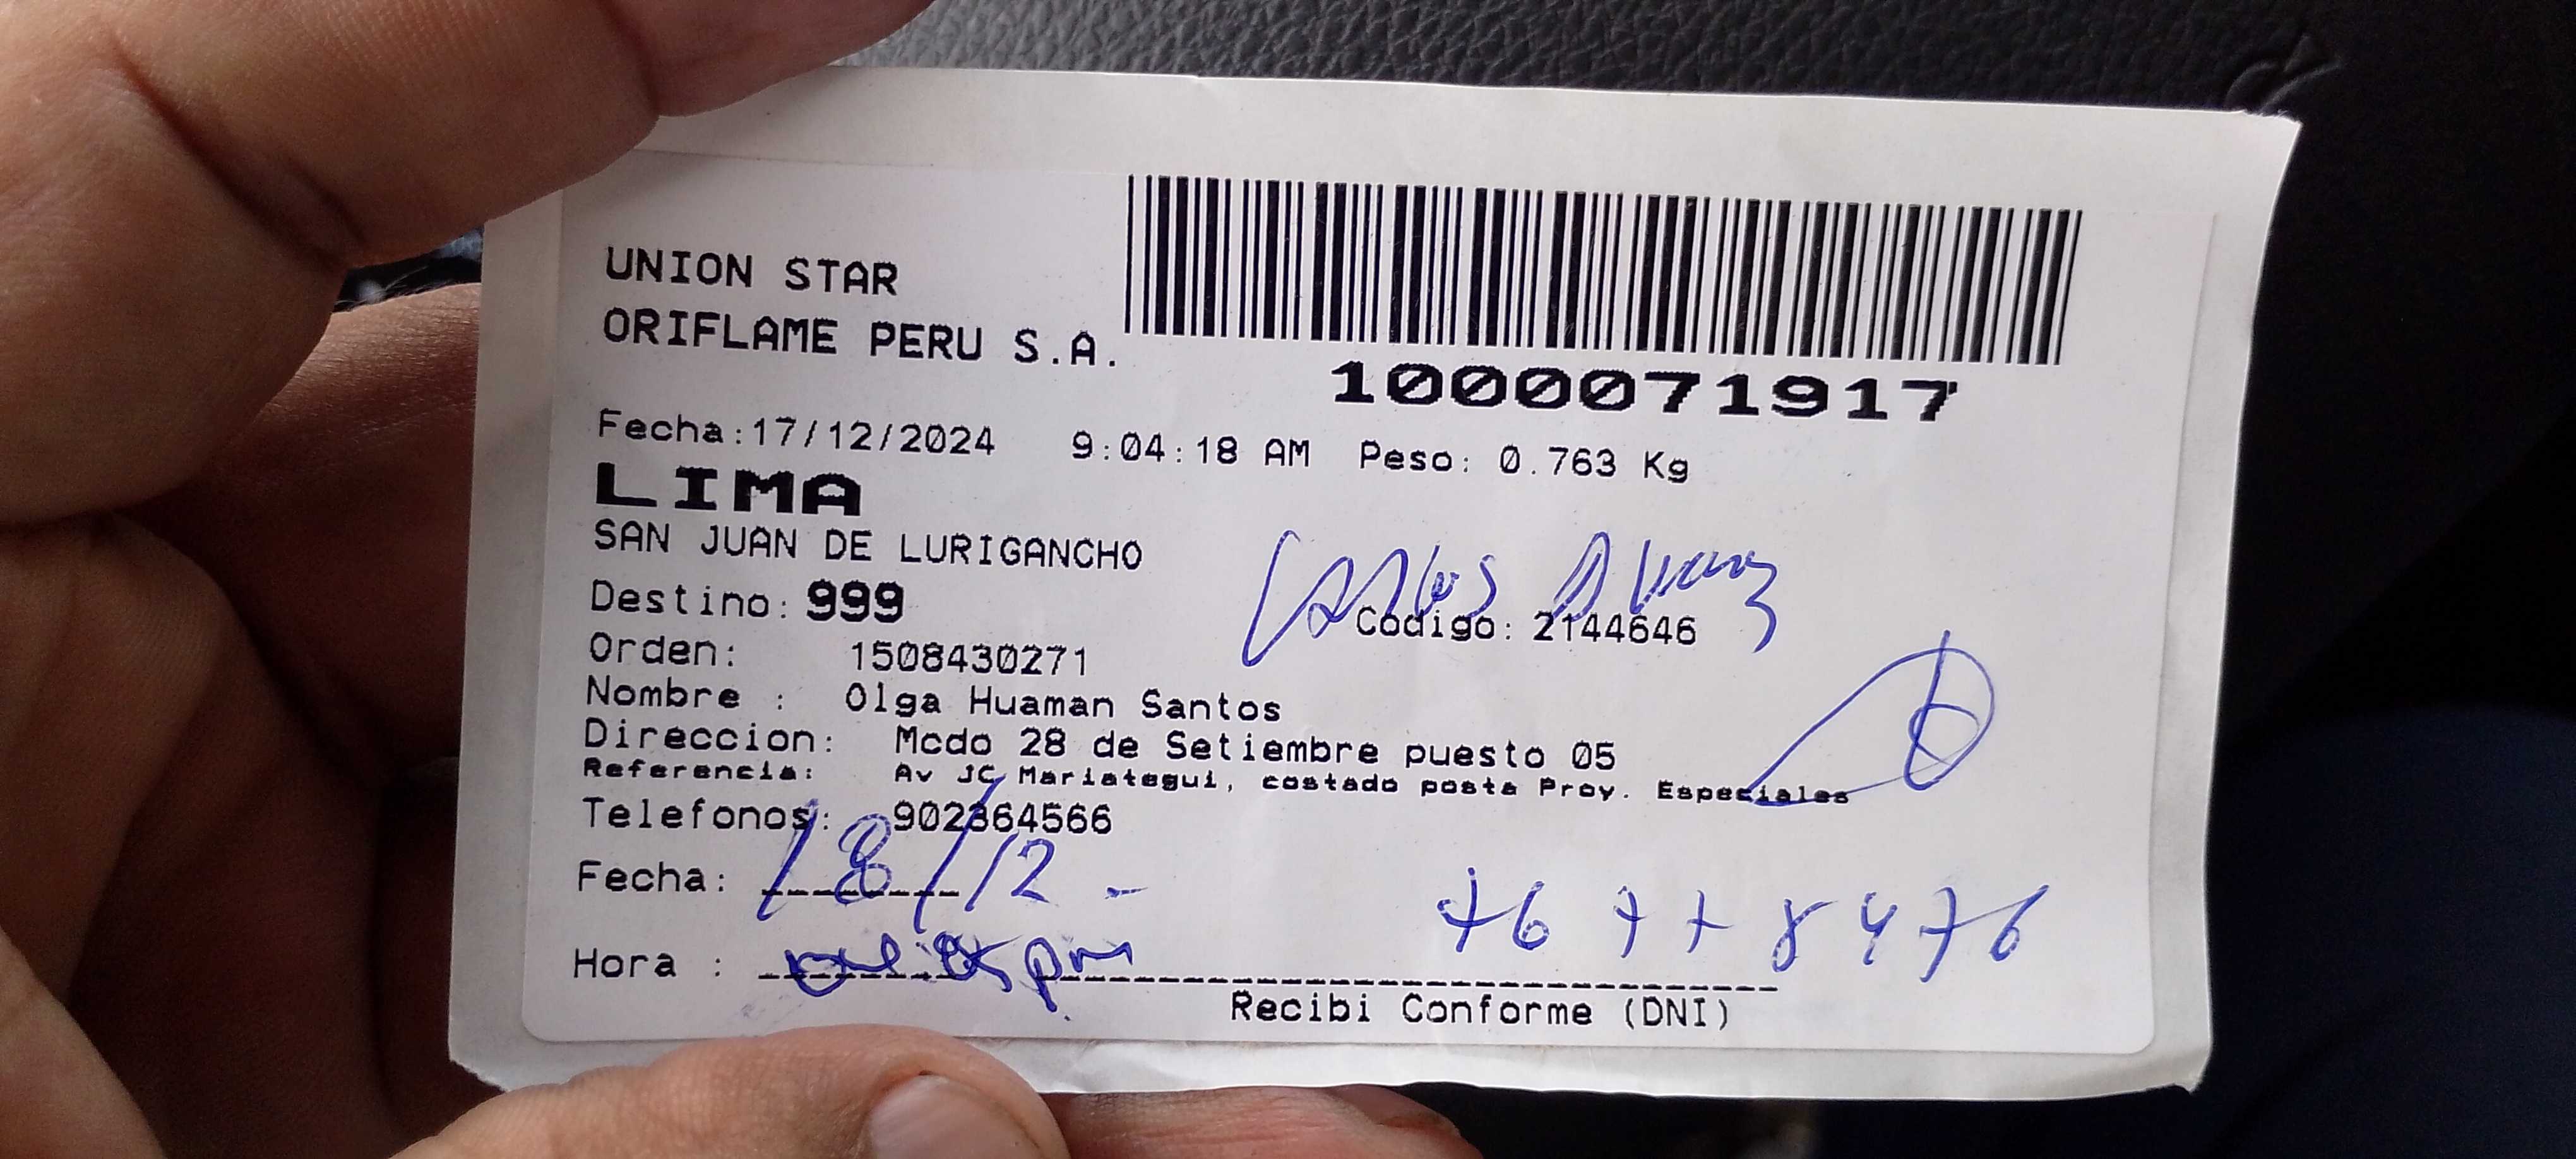 UNION STAR
ORIFLAME PERU S.A.
1000071917
Fecha:17/12/2024 9:04:18 AM Peso: 0.763 Kg
LIMA
SAN JUAN DE LURIGANCHO
Carlos Alvarez
Destino: 999
Codigo: 2144646
Orden: 1508430271
Nombre : Olga Huaman Santos
Direccion: Mcdo 28 de Setiembre puesto 05
Referencia: Av JC Mariategui, costado posta Proy. Especiales
Telefonos: 902364566
Fecha: 18/12 -
76778476
Hora : pm
Recibi Conforme (DNI)